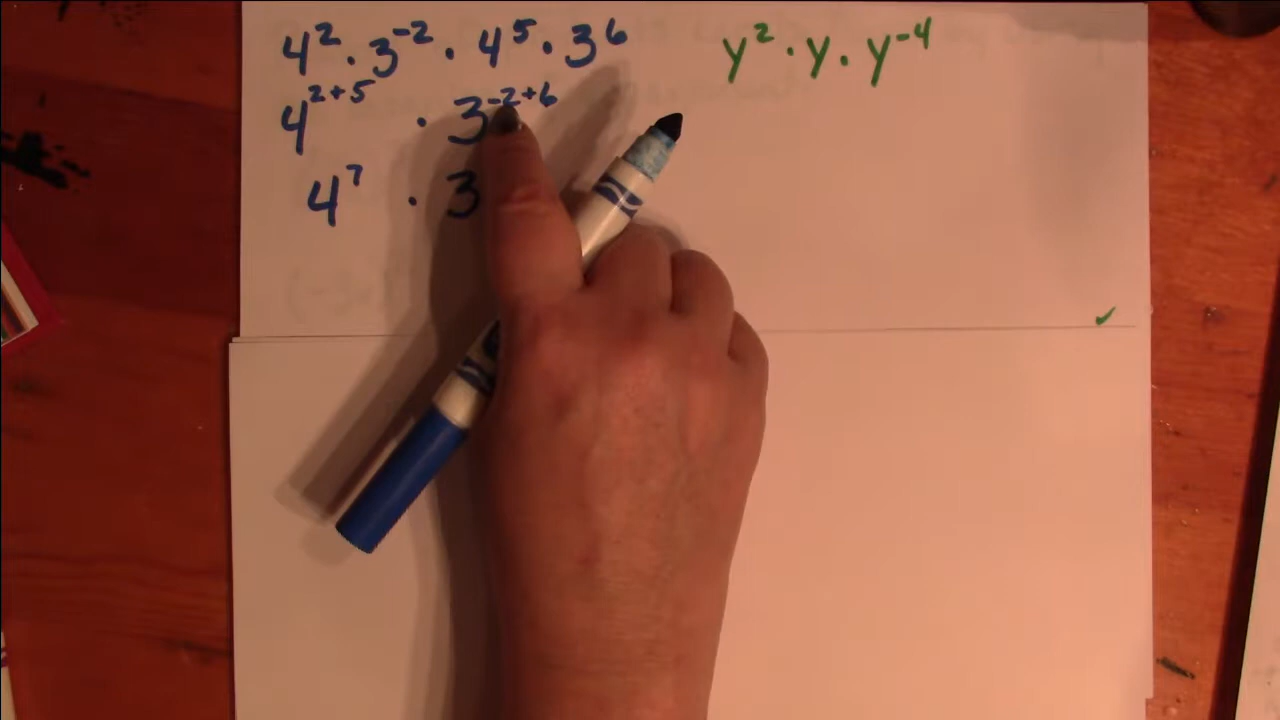 4² · 3⁻² · 4⁵ · 3⁶
4²⁺⁵ · 3⁻²⁺⁶
4⁷ · 3
y² · y · y⁻⁴